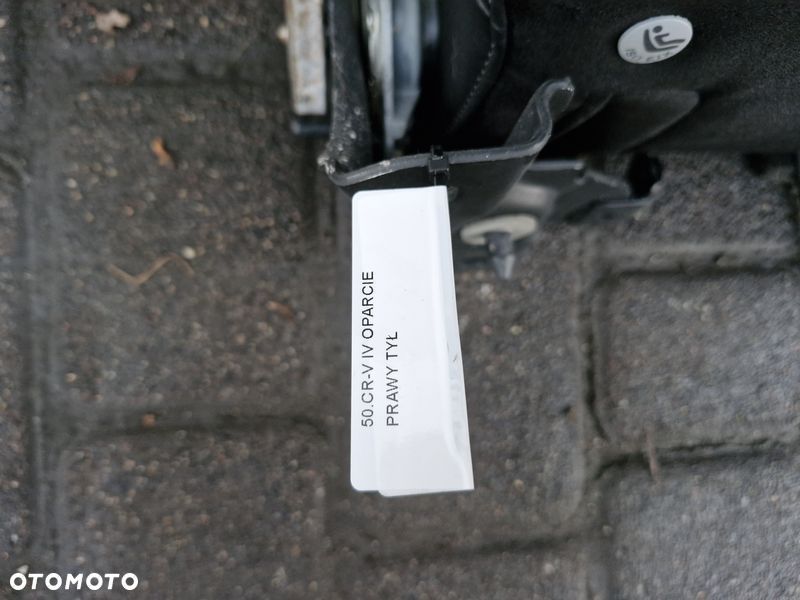 50.CR-V IV OPARCIE
PRAWY TYŁ
OTOMOTO